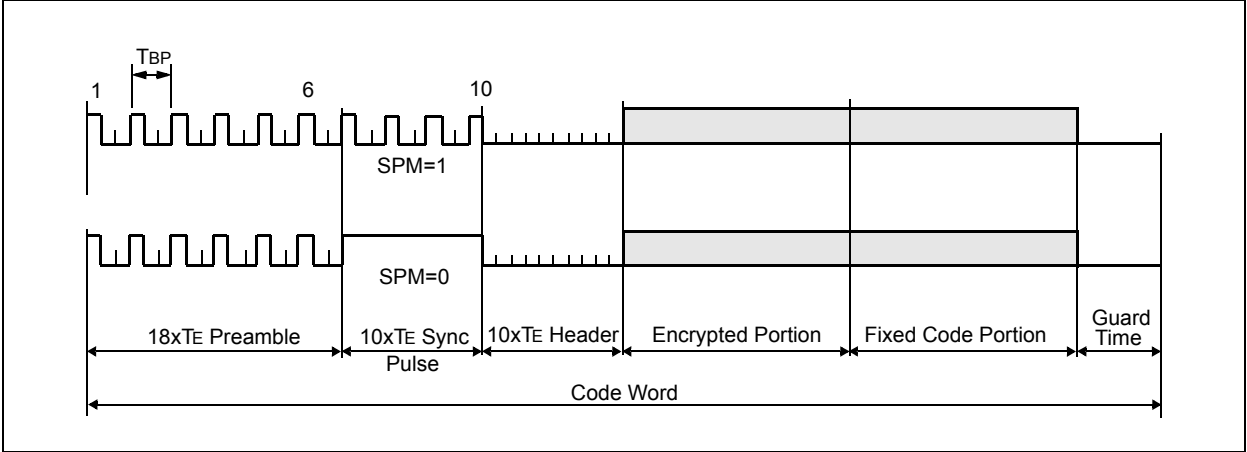 TBP
1 6 10
SPM=1
SPM=0
18xTE Preamble 10xTE Sync Pulse 10xTE Header Encrypted Portion Fixed Code Portion Guard Time
Code Word